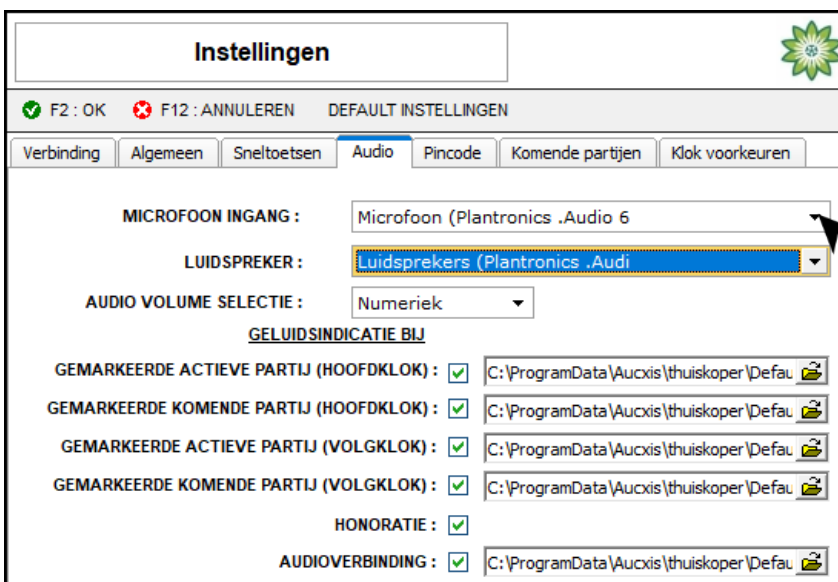 Instellingen
F2 : OK F12 : ANNULEREN DEFAULT INSTELLINGEN
Verbinding Algemeen Sneltoetsen Audio Pincode Komende partijen Klok voorkeuren
MICROFOON INGANG : Microfoon (Plantronics .Audio 6
LUIDSPREKER : Luidsprekers (Plantronics .Audi
AUDIO VOLUME SELECTIE : Numeriek
GELUIDSINDICATIE BIJ
GEMARKEERDE ACTIEVE PARTIJ (HOOFDKLOK) : C:\ProgramData\Aucxis\thuiskoper\Defau
GEMARKEERDE KOMENDE PARTIJ (HOOFDKLOK) : C:\ProgramData\Aucxis\thuiskoper\Defau
GEMARKEERDE ACTIEVE PARTIJ (VOLGKLOK) : C:\ProgramData\Aucxis\thuiskoper\Defau
GEMARKEERDE KOMENDE PARTIJ (VOLGKLOK) : C:\ProgramData\Aucxis\thuiskoper\Defau
HONORATIE :
AUDIOVERBINDING : C:\ProgramData\Aucxis\thuiskoper\Defau